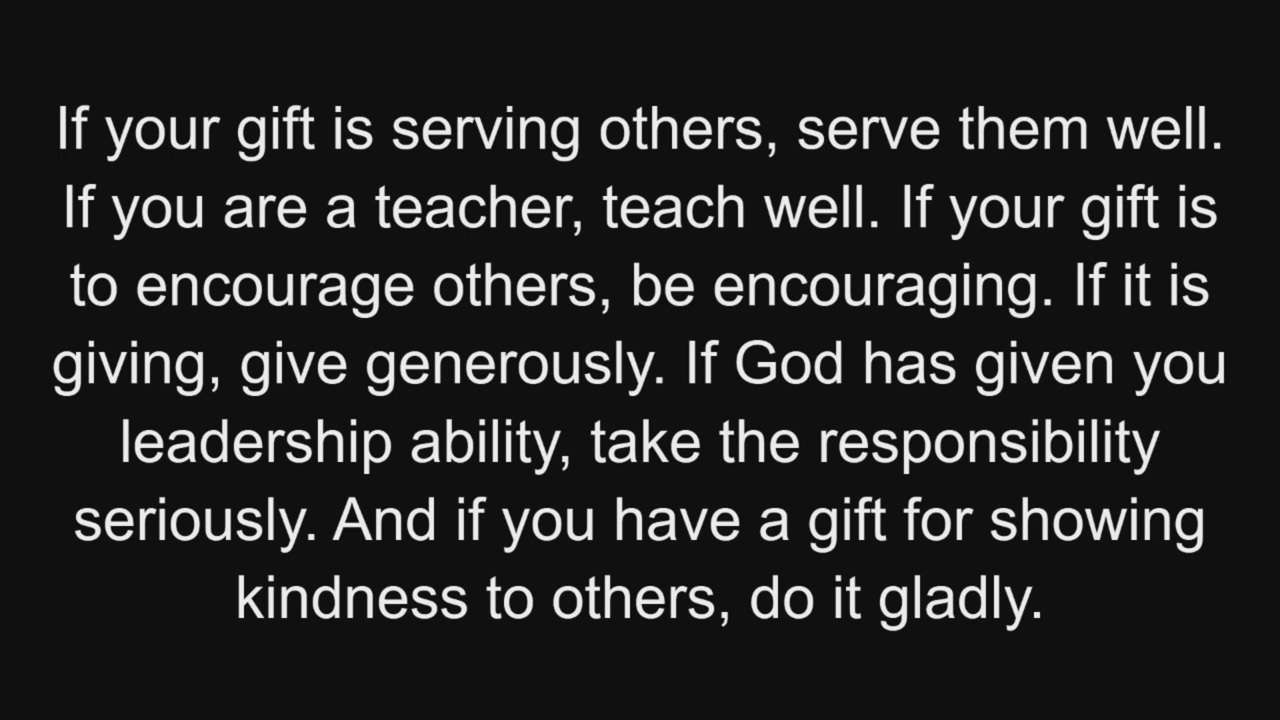 If your gift is serving others, serve them well.
If you are a teacher, teach well. If your gift is
to encourage others, be encouraging. If it is
giving, give generously. If God has given you
leadership ability, take the responsibility
seriously. And if you have a gift for showing
kindness to others, do it gladly.